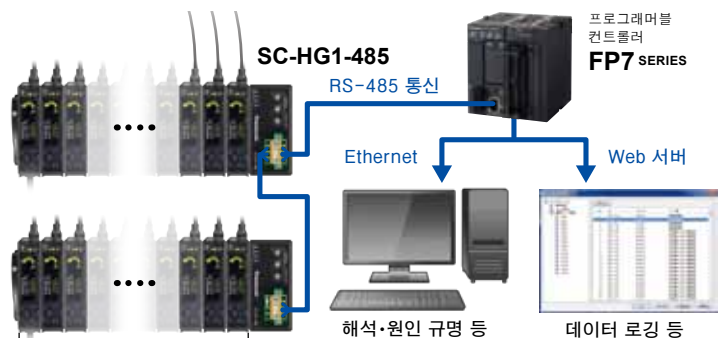 프로그래머블
컨트롤러
FP7 SERIES
SC-HG1-485
RS-485 통신
Ethernet
Web 서버
해석·원인 규명 등
데이터 로깅 등